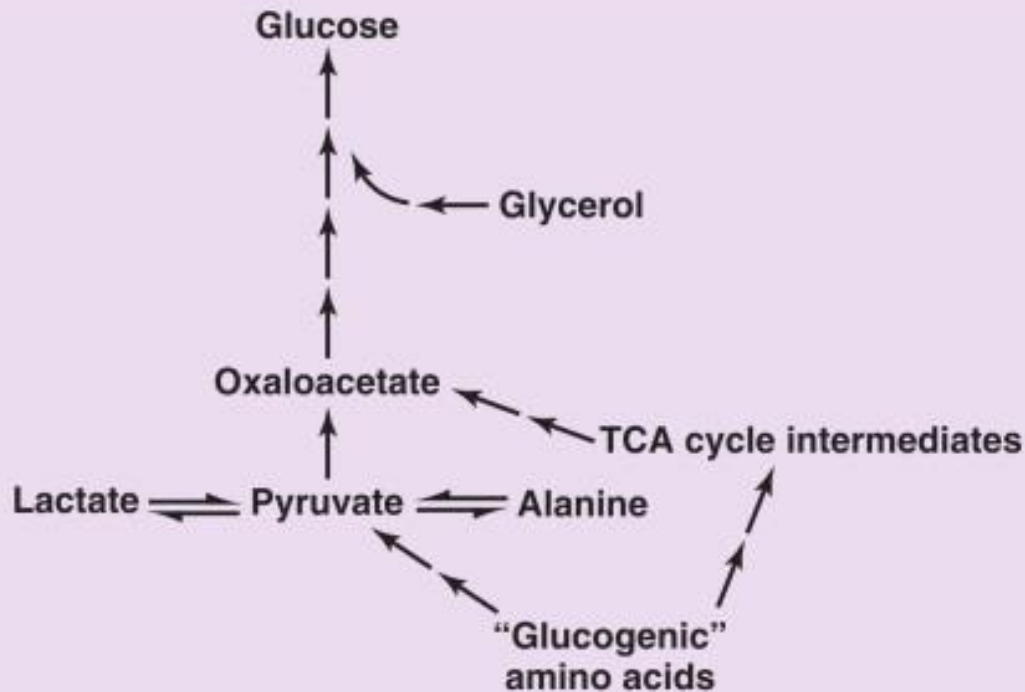 Glucose
Glycerol
Oxaloacetate
TCA cycle intermediates
Lactate Pyruvate Alanine
“Glucogenic”
amino acids